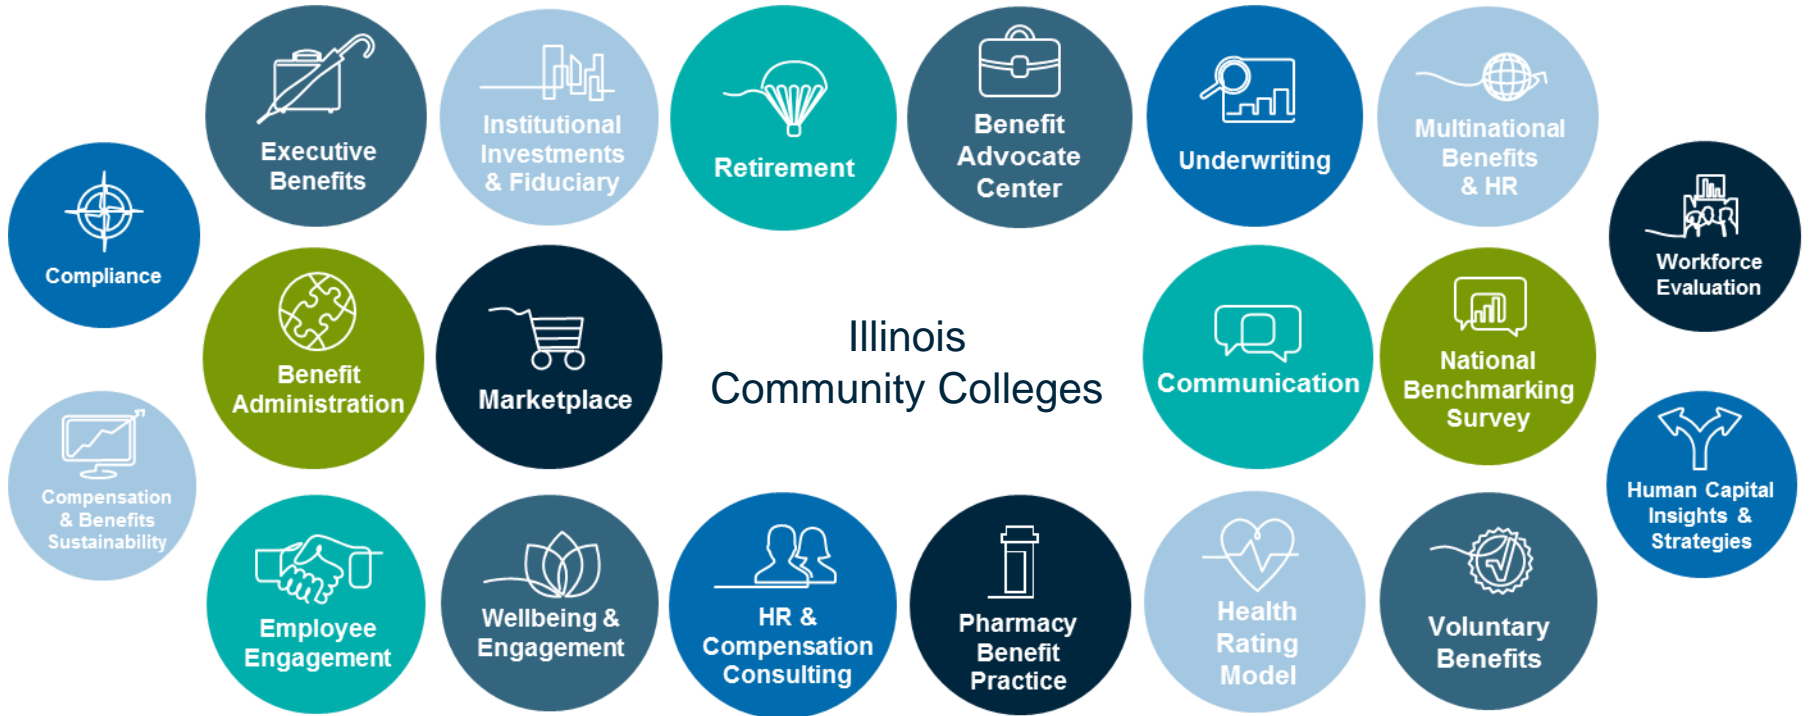 Executive
Benefits
Institutional
Investments
& Fiduciary
Retirement
Benefit
Advocate
Center
Underwriting
Multinational
Benefits
& HR
Compliance
Workforce
Evaluation
Benefit
Administration
Marketplace
Illinois
Community Colleges
Communication
National
Benchmarking
Survey
Compensation
& Benefits
Sustainability
Human Capital
Insights &
Strategies
Employee
Engagement
Wellbeing &
Engagement
HR &
Compensation
Consulting
Pharmacy
Benefit
Practice
Health
Rating
Model
Voluntary
Benefits